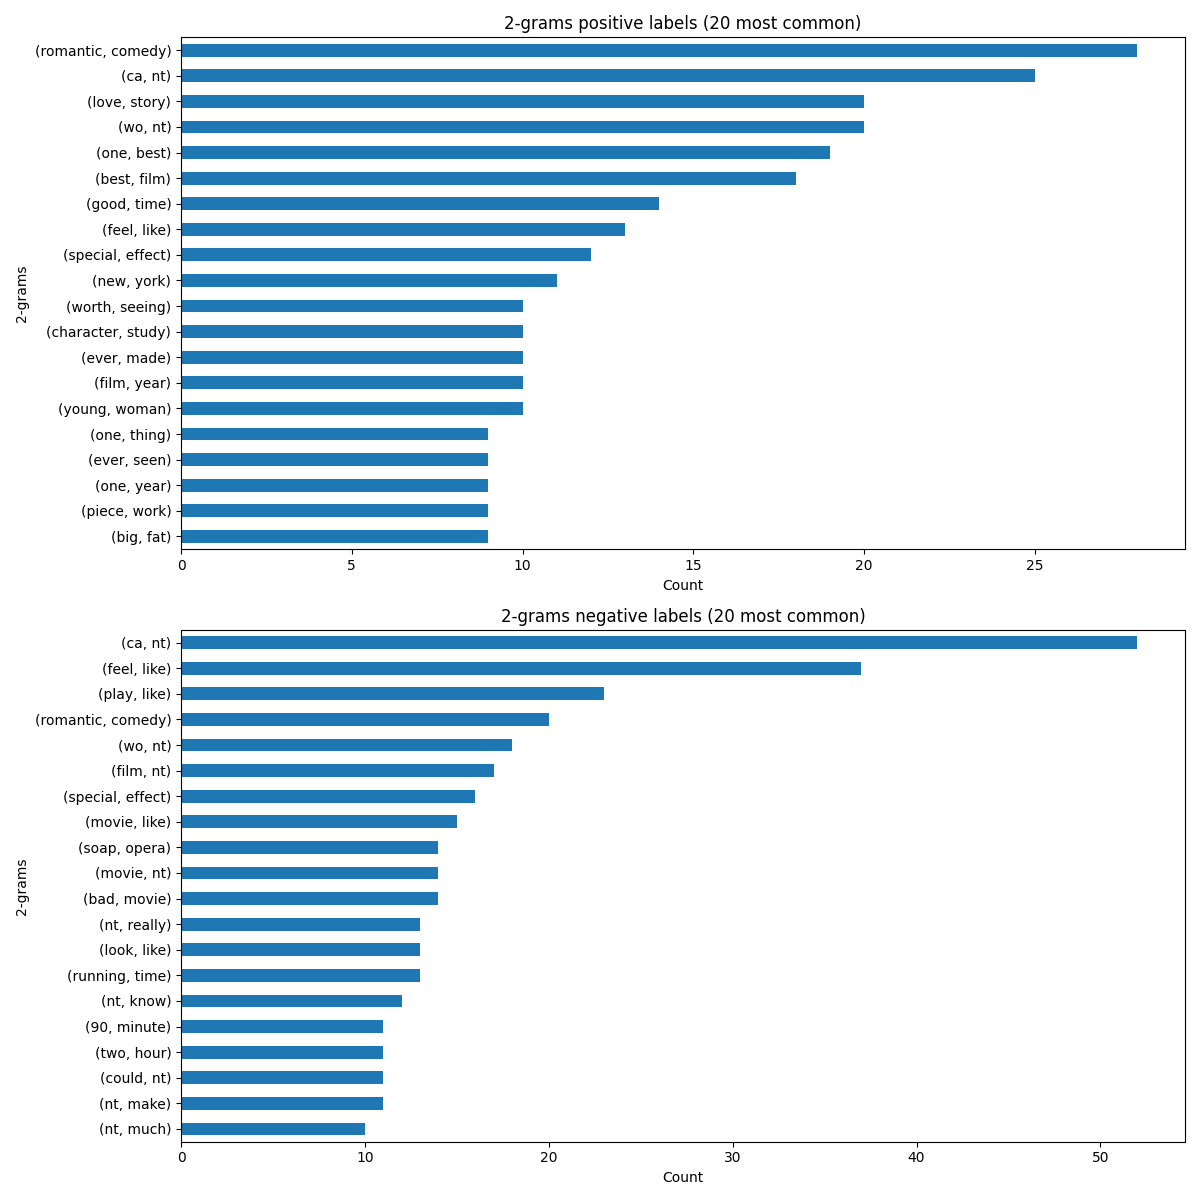 2-grams positive labels (20 most common)
(romantic, comedy)
(ca, nt)
(love, story)
(wo, nt)
(one, best)
(best, film)
(good, time)
(feel, like)
(special, effect)
(new, york)
(worth, seeing)
(character, study)
(ever, made)
(film, year)
(young, woman)
(one, thing)
(ever, seen)
(one, year)
(piece, work)
(big, fat)
2-grams
0 5 10 15 20 25
Count
2-grams negative labels (20 most common)
(ca, nt)
(feel, like)
(play, like)
(romantic, comedy)
(wo, nt)
(film, nt)
(special, effect)
(movie, like)
(soap, opera)
(movie, nt)
(bad, movie)
(nt, really)
(look, like)
(running, time)
(nt, know)
(90, minute)
(two, hour)
(could, nt)
(nt, make)
(nt, much)
2-grams
0 10 20 30 40 50
Count